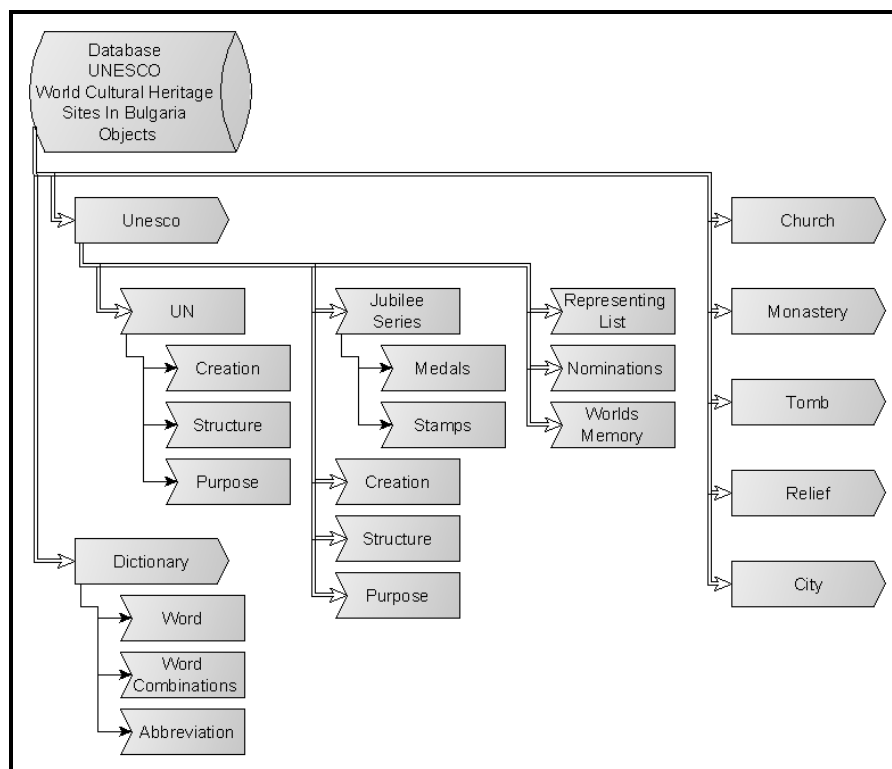 Database
UNESCO
World Cultural Heritage
Sites In Bulgaria
Objects
Unesco
UN
Creation
Structure
Purpose
Jubilee
Series
Medals
Stamps
Creation
Structure
Purpose
Representing
List
Nominations
Worlds
Memory
Dictionary
Word
Word
Combinations
Abbreviation
Church
Monastery
Tomb
Relief
City